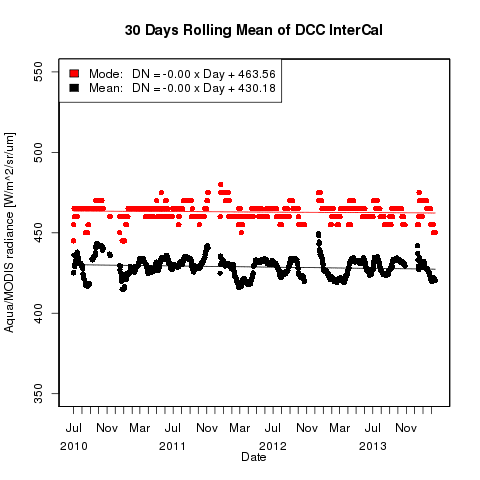 30 Days Rolling Mean of DCC InterCal
Mode: DN = -0.00 x Day + 463.56
Mean: DN = -0.00 x Day + 430.18
Aqua/MODIS radiance [W/m^2/sr/um]
550
500
450
400
350
Jul Nov Mar Jul Nov Mar Jul Nov Mar Jul Nov
2010 2011 2012 2013
Date